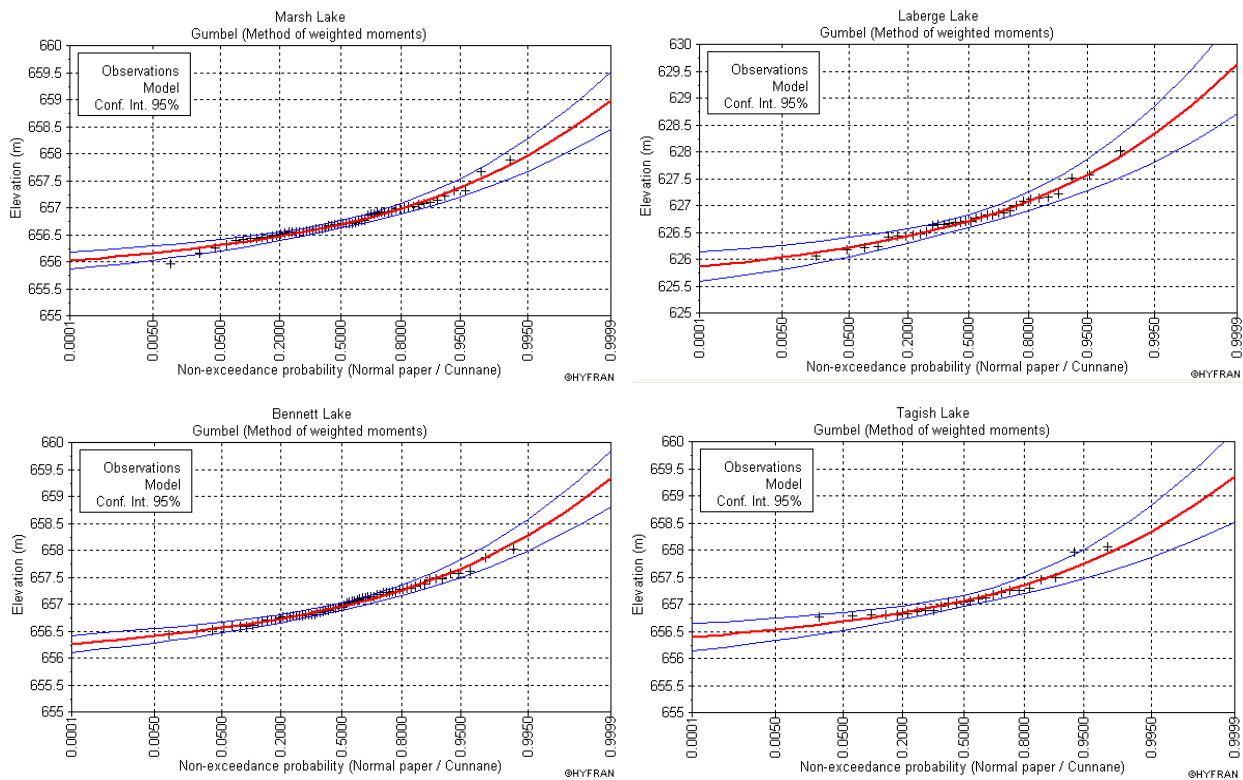 Marsh Lake
Gumbel (Method of weighted moments)
660
659.5
659
658.5
658
657.5
657
656.5
656
655.5
655
Elevation (m)
Observations
Model
Conf. Int. 95%
0.0001
0.0050
0.0500
0.2000
0.5000
0.8000
0.9500
0.9950
0.9999
Non-exceedance probability (Normal paper / Cunnane)
©HYFRAN
Laberge Lake
Gumbel (Method of weighted moments)
630
629.5
629
628.5
628
627.5
627
626.5
626
625.5
625
Elevation (m)
Observations
Model
Conf. Int. 95%
0.0001
0.0050
0.0500
0.2000
0.5000
0.8000
0.9500
0.9950
0.9999
Non-exceedance probability (Normal paper / Cunnane)
©HYFRAN
Bennett Lake
Gumbel (Method of weighted moments)
660
659.5
659
658.5
658
657.5
657
656.5
656
655.5
655
Elevation (m)
Observations
Model
Conf. Int. 95%
0.0001
0.0050
0.0500
0.2000
0.5000
0.8000
0.9500
0.9950
0.9999
Non-exceedance probability (Normal paper / Cunnane)
©HYFRAN
Tagish Lake
Gumbel (Method of weighted moments)
660
659.5
659
658.5
658
657.5
657
656.5
656
655.5
655
Elevation (m)
Observations
Model
Conf. Int. 95%
0.0001
0.0050
0.0500
0.2000
0.5000
0.8000
0.9500
0.9950
0.9999
Non-exceedance probability (Normal paper / Cunnane)
©HYFRAN